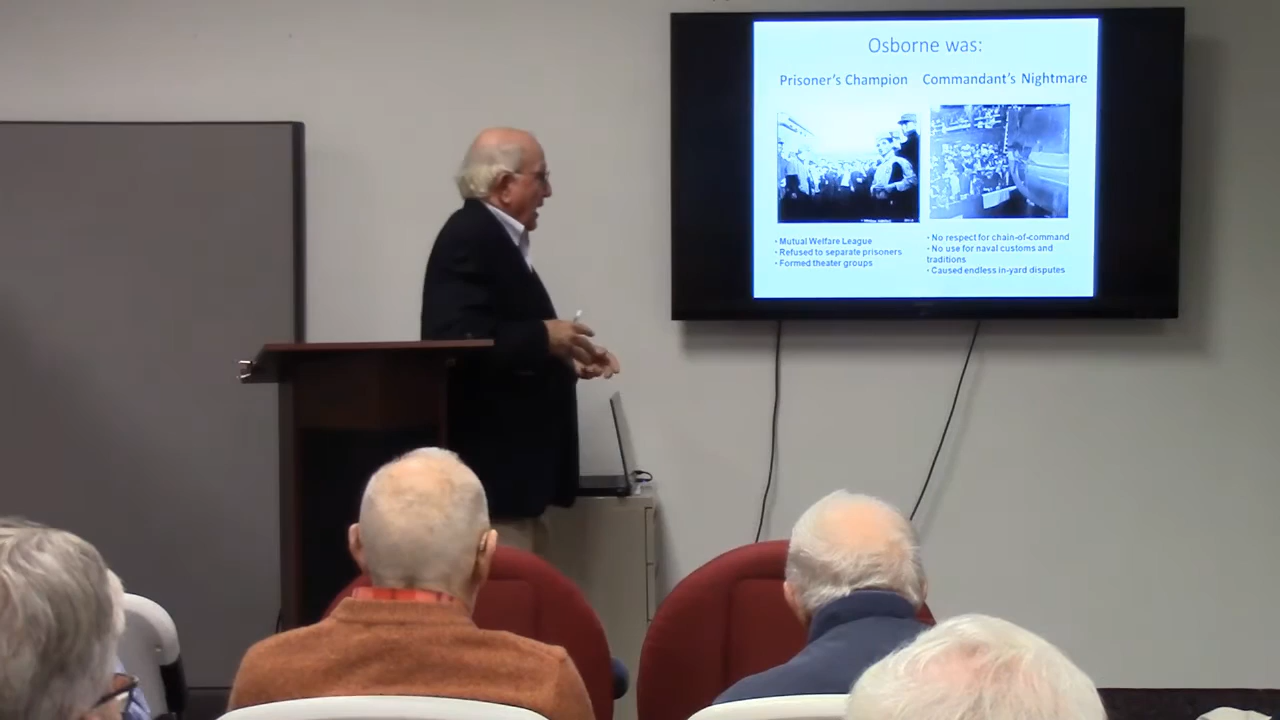 Osborne was:
Prisoner's Champion
Mutual Welfare League
Refused to separate prisoners
Formed theater groups
Commandant's Nightmare
No respect for chain-of-command
No use for naval customs and
traditions
Caused endless in-yard disputes